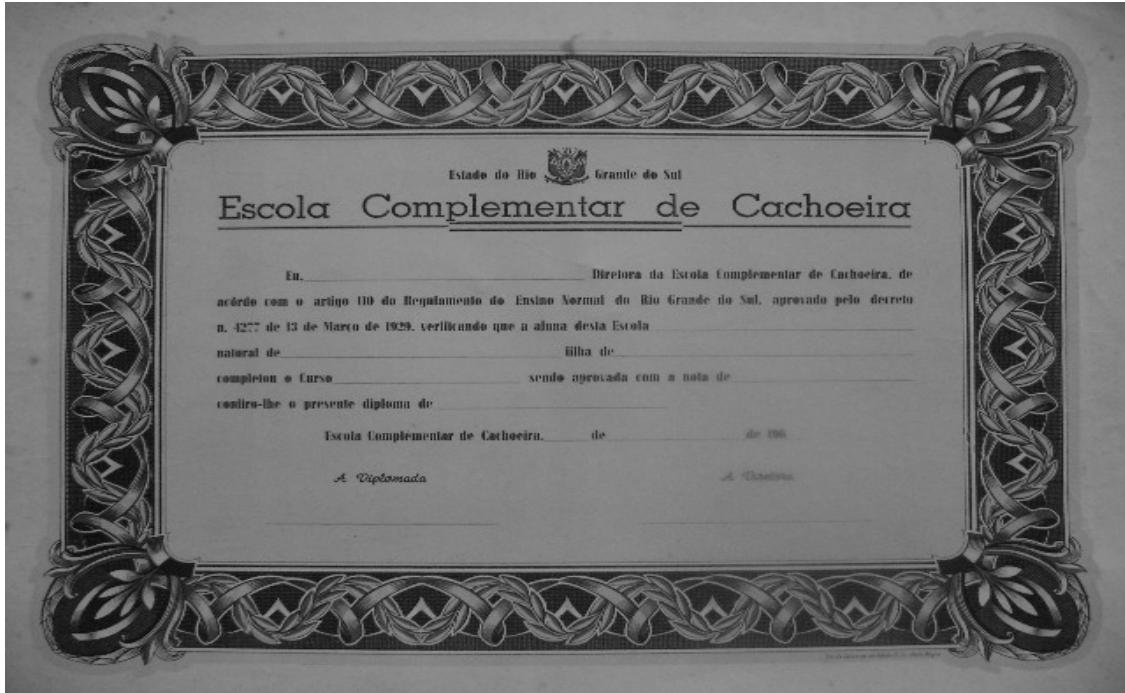 Estado do Rio Grande do Sul
Escola Complementar de Cachoeira
Eu, Diretora da Escola Complementar de Cachoeira, de
acôrdo com o artigo 110 do Regulamento do Ensino Normal do Rio Grande do Sul, aprovado pelo decreto
n. 4277 de 13 de Março de 1929, verificando que a aluna desta Escola
natural de filha de
completou o Curso sendo aprovada com a nota de
confiro-lhe o presente diploma de
Escola Complementar de Cachoeira, de de 19
A Diplomada A Diretora